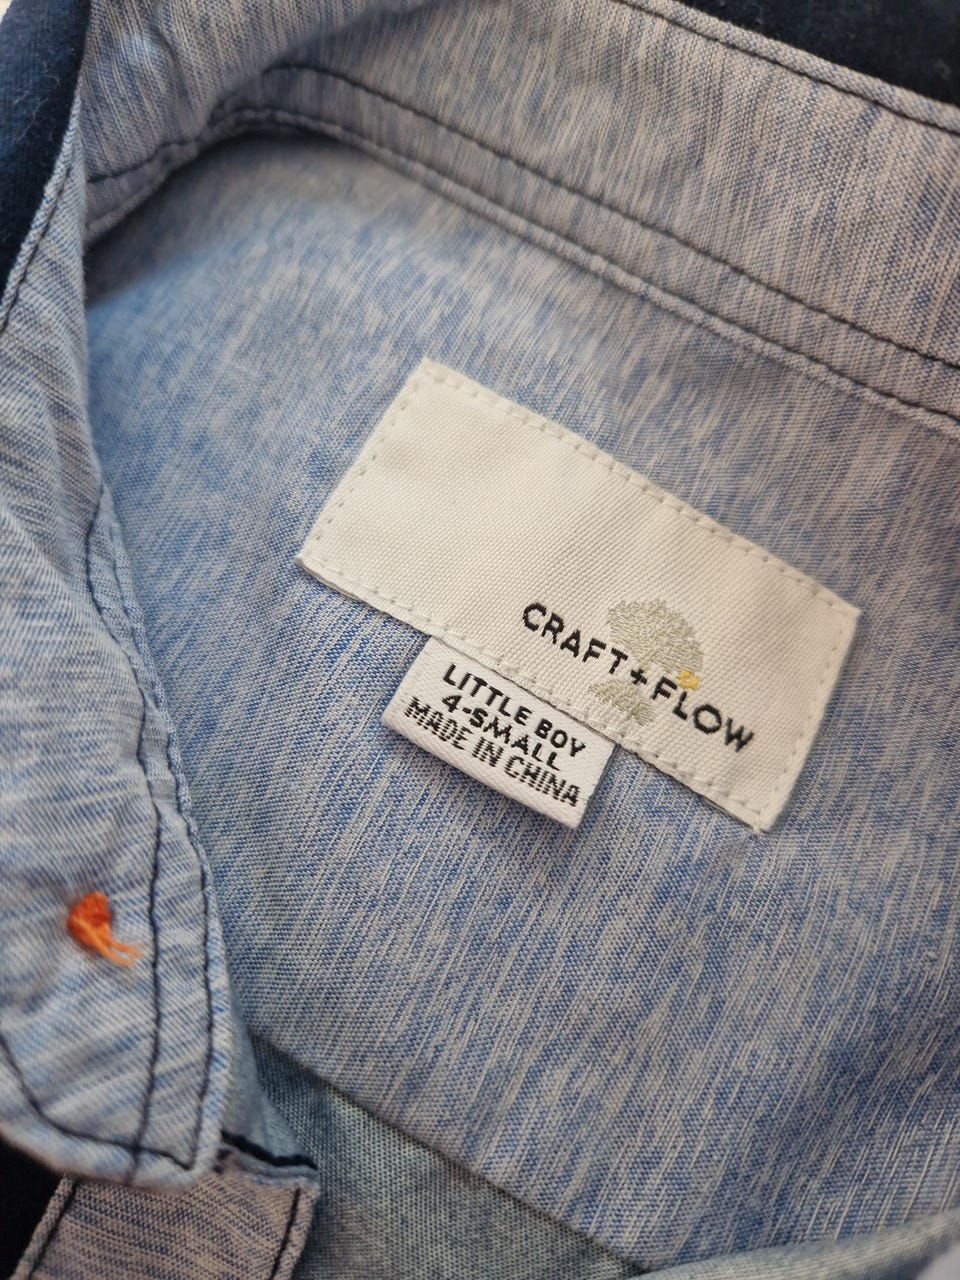 CRAFT+FLOW
LITTLE BOY
4-SMALL
MADE IN CHINA